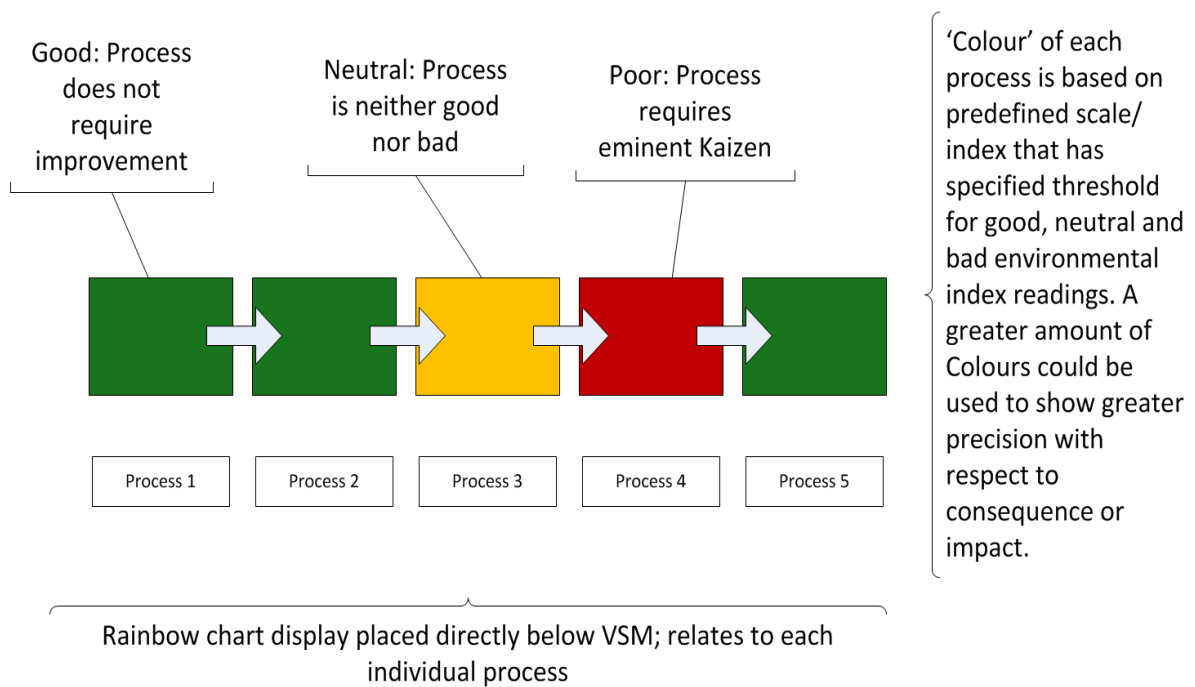 Good: Process
does not
require
improvement
Neutral: Process
is neither good
nor bad
Poor: Process
requires
eminent Kaizen
‘Colour’ of each
process is based on
predefined scale/
index that has
specified threshold
for good, neutral and
bad environmental
index readings. A
greater amount of
Colours could be
used to show greater
precision with
respect to
consequence or
impact.
Process 1
Process 2
Process 3
Process 4
Process 5
Rainbow chart display placed directly below VSM; relates to each
individual process